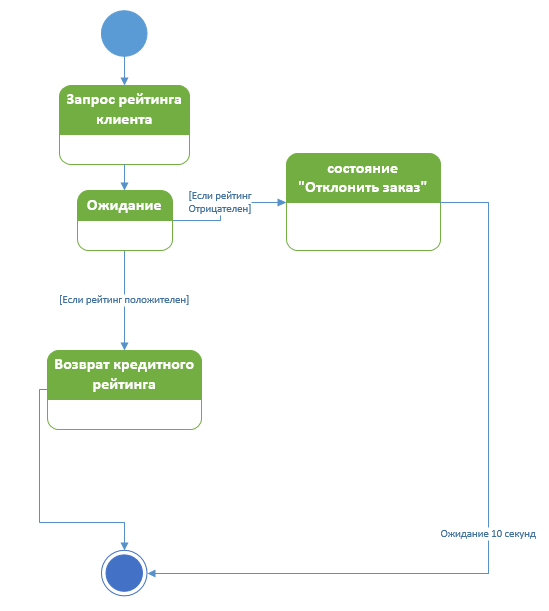 Запрос рейтинга
клиента
состояние
"Отклонить заказ"
Ожидание
[Если рейтинг
Отрицателен]
[Если рейтинг положителен]
Возврат кредитного
рейтинга
Ожидание 10 секунд